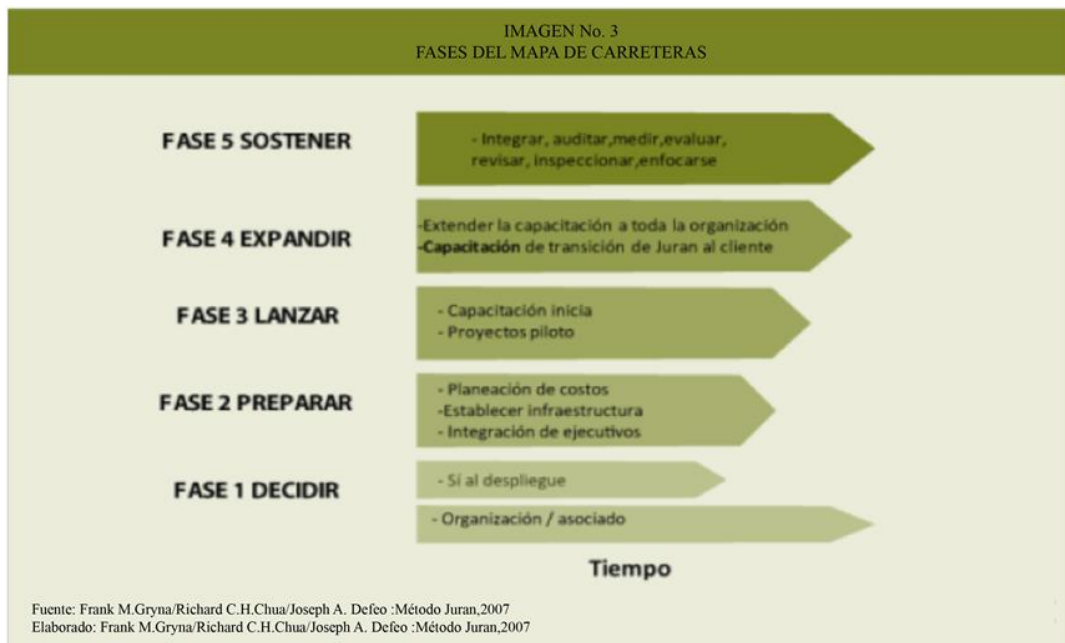 IMAGEN No. 3
FASES DEL MAPA DE CARRETERAS
FASE 5 SOSTENER
- Integrar, auditar,medir,evaluar,
revisar, inspeccionar,enfocarse
FASE 4 EXPANDIR
-Extender la capacitación a toda la organización
-Capacitación de transición de Juran al cliente
FASE 3 LANZAR
- Capacitación inicia
- Proyectos piloto
FASE 2 PREPARAR
- Planeación de costos
-Establecer infraestructura
- Integración de ejecutivos
FASE 1 DECIDIR
- Sí al despliegue
- Organización / asociado
Tiempo
Fuente: Frank M.Gryna/Richard C.H.Chua/Joseph A. Defeo :Método Juran,2007
Elaborado: Frank M.Gryna/Richard C.H.Chua/Joseph A. Defeo :Método Juran,2007